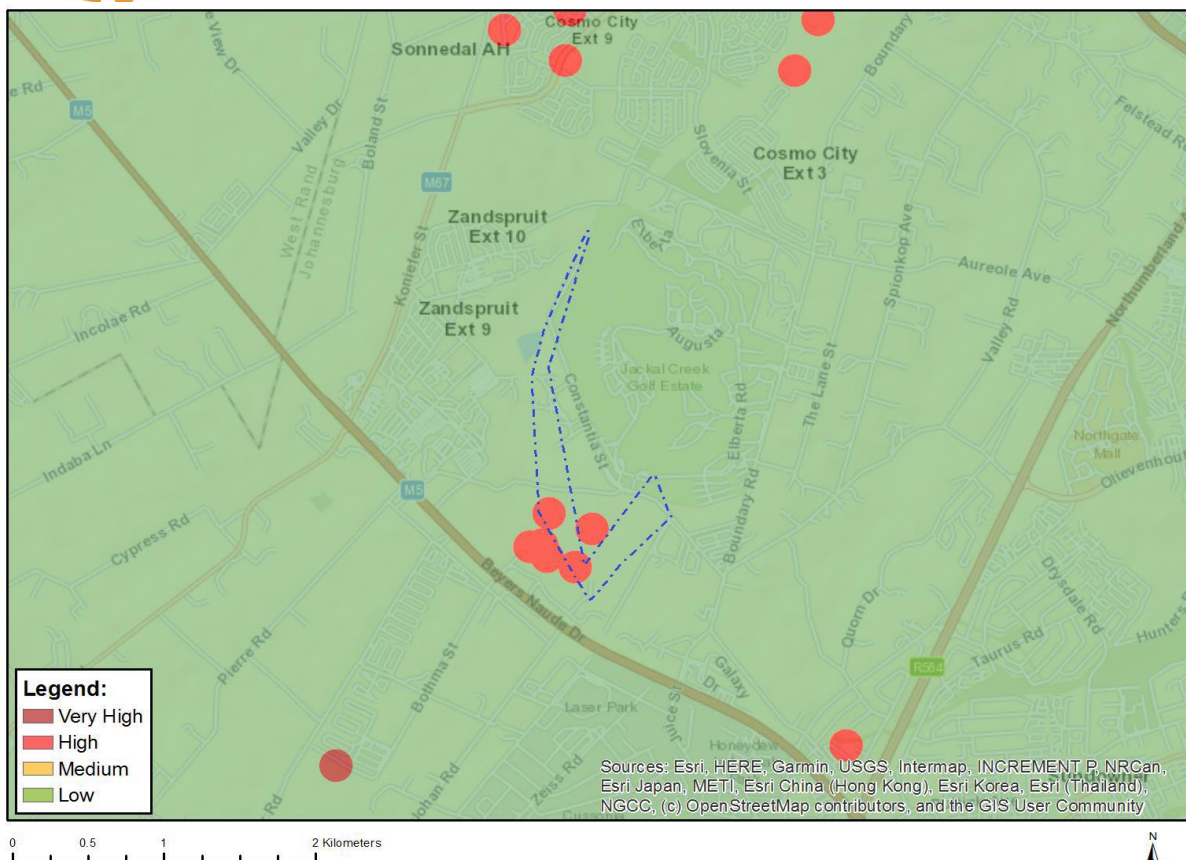 Cosmo City
Ext 9
Sonnedal AH
Boundary
Valley Dr
Boland St
M5
Felstead Rd
Slovenia St
Cosmo City
Ext 3
West Rand
Johannesburg
M67
Zandspruit
Ext 10
Elberta
Koniefer St
Spionkop Ave
Aureole Ave
Northumberland A
Incolae Rd
Zandspruit
Ext 9
Augusta
Valley Rd
Jackal Creek
Golf Estate
The Lane St
Constantia St
Elberta Rd
Northgate
Mall
Indaba Ln
Olievenhou
M5
Boundary Rd
Cypress Rd
Beyers Naude Dr
Drysdale Rd
Quorn Dr
Hunters
Taurus Rd
Pierre Rd
Bothma St
Galaxy
Dr
R564
Laser Park
Juice St
Honeydew
Zeiss Rd
Johan Rd
Rd
Sundowner
Legend:
Very High
High
Medium
Low
Sources: Esri, HERE, Garmin, USGS, Intermap, INCREMENT P, NRCan,
Esri Japan, METI, Esri China (Hong Kong), Esri Korea, Esri (Thailand),
NGCC, (c) OpenStreetMap contributors, and the GIS User Community
0 0.5 1 2 Kilometers
N